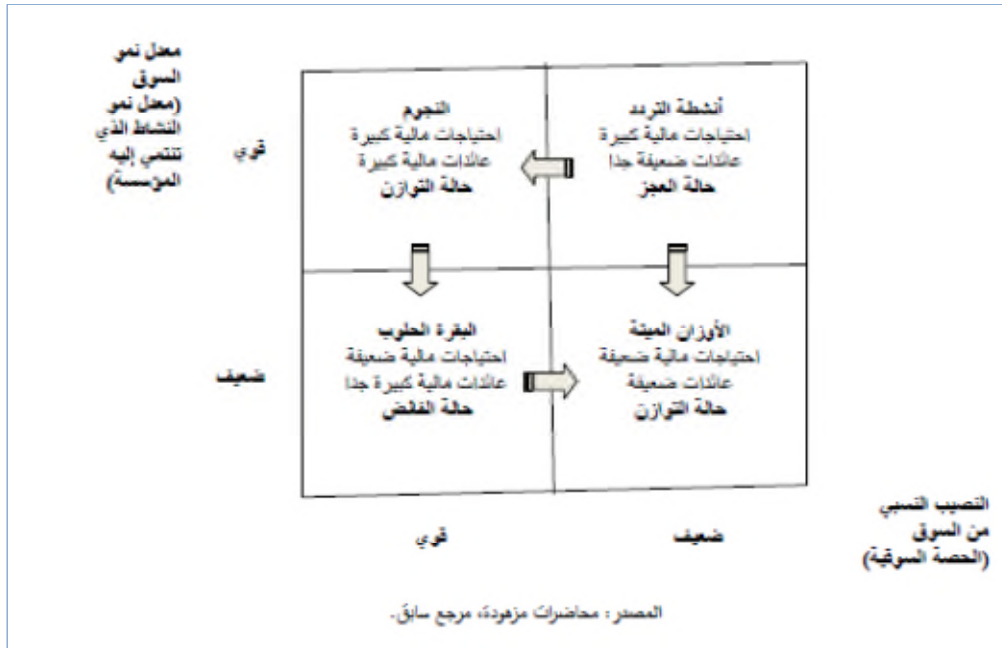 معدل نمو
السوق
(معدل نمو
النشاط الذي
تنتمي إليه
المؤسسة)
قوي
أنشطة التردد
احتياجات مالية كبيرة
عائدات ضعيفة جدا
حالة العجز
النجوم
احتياجات مالية كبيرة
عائدات مالية كبيرة
حالة التوازن
ضعيف
الأوزان الميتة
احتياجات مالية ضعيفة
عائدات ضعيفة
حالة التوازن
البقرة الحلوب
احتياجات مالية ضعيفة
عائدات مالية كبيرة جدا
حالة الفائض
النصيب النسبي
من السوق
(الحصة السوقية)
ضعيف
قوي
المصدر: محاضرات مزهودة، مرجع سابق.